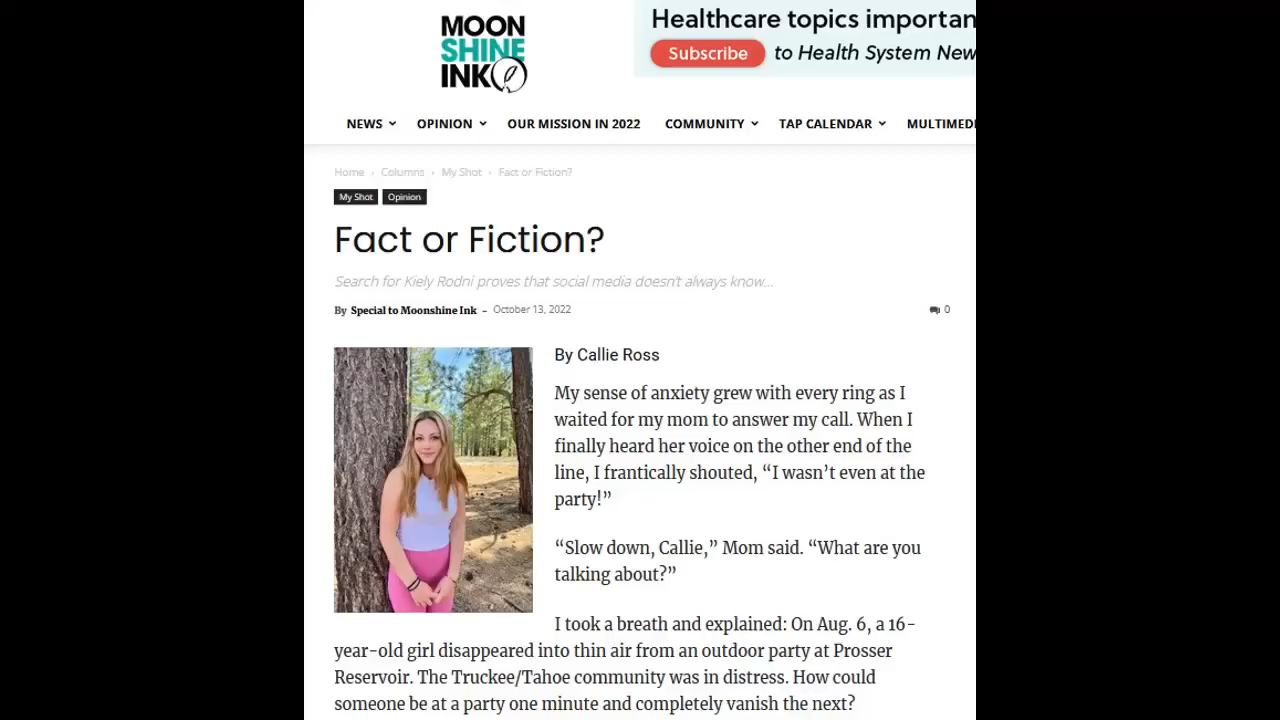 MOON
SHINE
INK
Healthcare topics importan
Subscribe to Health System New
NEWS OPINION OUR MISSION IN 2022 COMMUNITY TAP CALENDAR MULTIMED
Home › Columns › My Shot › Fact or Fiction?
My Shot Opinion
Fact or Fiction?
Search for Kiely Rodni proves that social media doesn't always know...
By Special to Moonshine Ink - October 13, 2022 0
By Callie Ross
My sense of anxiety grew with every ring as I
waited for my mom to answer my call. When I
finally heard her voice on the other end of the
line, I frantically shouted, “I wasn’t even at the
party!”
“Slow down, Callie,” Mom said. “What are you
talking about?”
I took a breath and explained: On Aug. 6, a 16-
year-old girl disappeared into thin air from an outdoor party at Prosser
Reservoir. The Truckee/Tahoe community was in distress. How could
someone be at a party one minute and completely vanish the next?